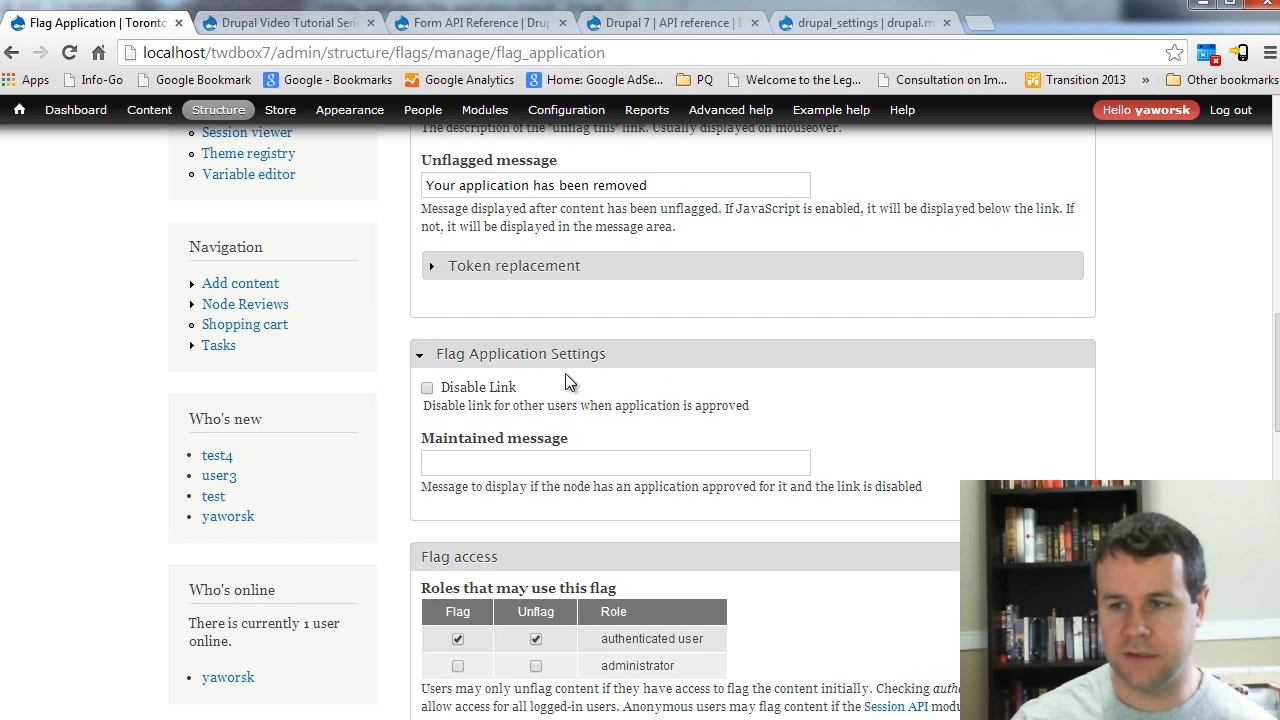 Flag Application | Toronto
Drupal Video Tutorial Seri
Form API Reference | Drup
Drupal 7 | API reference | D
drupal_settings | drupal.m
localhost/twdbox7/admin/structure/flags/manage/flag_application
Apps Info-Go Google Bookmark Google - Bookmarks Google Analytics Home: Google AdSe... PQ Welcome to the Leg... Consultation on Im... Transition 2013 » Other bookmarks
Dashboard Content Structure Store Appearance People Modules Configuration Reports Advanced help Example help Help Hello yaworsk Log out
Session viewer
Theme registry
Variable editor
Navigation
Add content
Node Reviews
Shopping cart
Tasks
Who's new
test4
user3
test
yaworsk
Who's online
There is currently 1 user
online.
yaworsk
The description of the "unflag this" link. Usually displayed on mouseover.
Unflagged message
Your application has been removed
Message displayed after content has been unflagged. If JavaScript is enabled, it will be displayed below the link. If
not, it will be displayed in the message area.
Token replacement
Flag Application Settings
Disable Link
Disable link for other users when application is approved
Maintained message
Message to display if the node has an application approved for it and the link is disabled
Flag access
Roles that may use this flag
Flag Unflag Role
authenticated user
administrator
Users may only unflag content if they have access to flag the content initially. Checking authe
allow access for all logged-in users. Anonymous users may flag content if the Session API modu